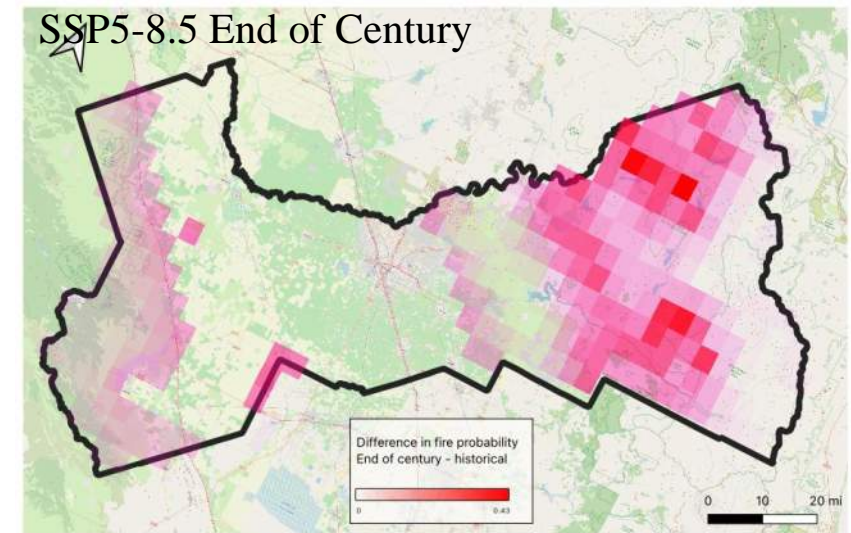 SSP5-8.5 End of Century
Difference in fire probability
End of century - historical
0
0.43
0 10 20 mi